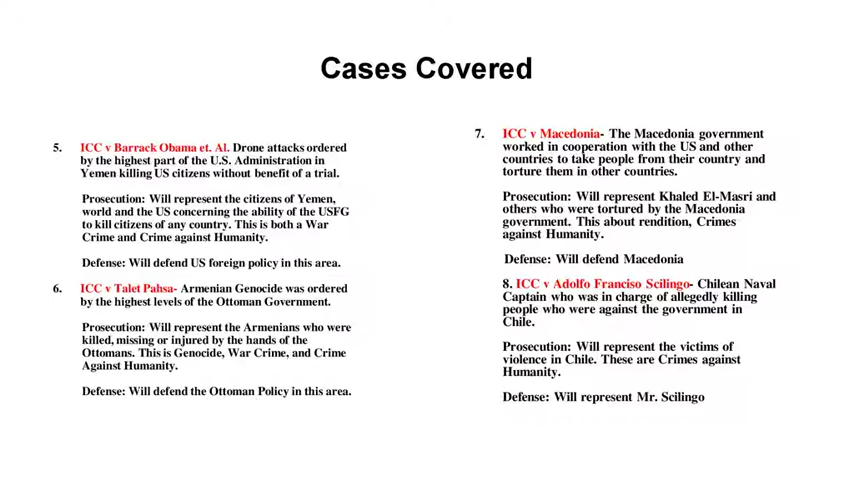 Cases Covered
5. ICC v Barrack Obama et. Al. Drone attacks ordered
by the highest part of the U.S. Administration in
Yemen killing US citizens without benefit of a trial.
Prosecution: Will represent the citizens of Yemen,
world and the US concerning the ability of the USFG
to kill citizens of any country. This is both a War
Crime and Crime against Humanity.
Defense: Will defend US foreign policy in this area.
6. ICC v Talet Pahsa- Armenian Genocide was ordered
by the highest levels of the Ottoman Government.
Prosecution: Will represent the Armenians who were
killed, missing or injured by the hands of the
Ottomans. This is Genocide, War Crime, and Crime
Against Humanity.
Defense: Will defend the Ottoman Policy in this area.
7. ICC v Macedonia- The Macedonia government
worked in cooperation with the US and other
countries to take people from their country and
torture them in other countries.
Prosecution: Will represent Khaled El-Masri and
others who were tortured by the Macedonia
government. This about rendition, Crimes
against Humanity.
Defense: Will defend Macedonia
8. ICC v Adolfo Franciso Scilingo- Chilean Naval
Captain who was in charge of allegedly killing
people who were against the government in
Chile.
Prosecution: Will represent the victims of
violence in Chile. These are Crimes against
Humanity.
Defense: Will represent Mr. Scilingo